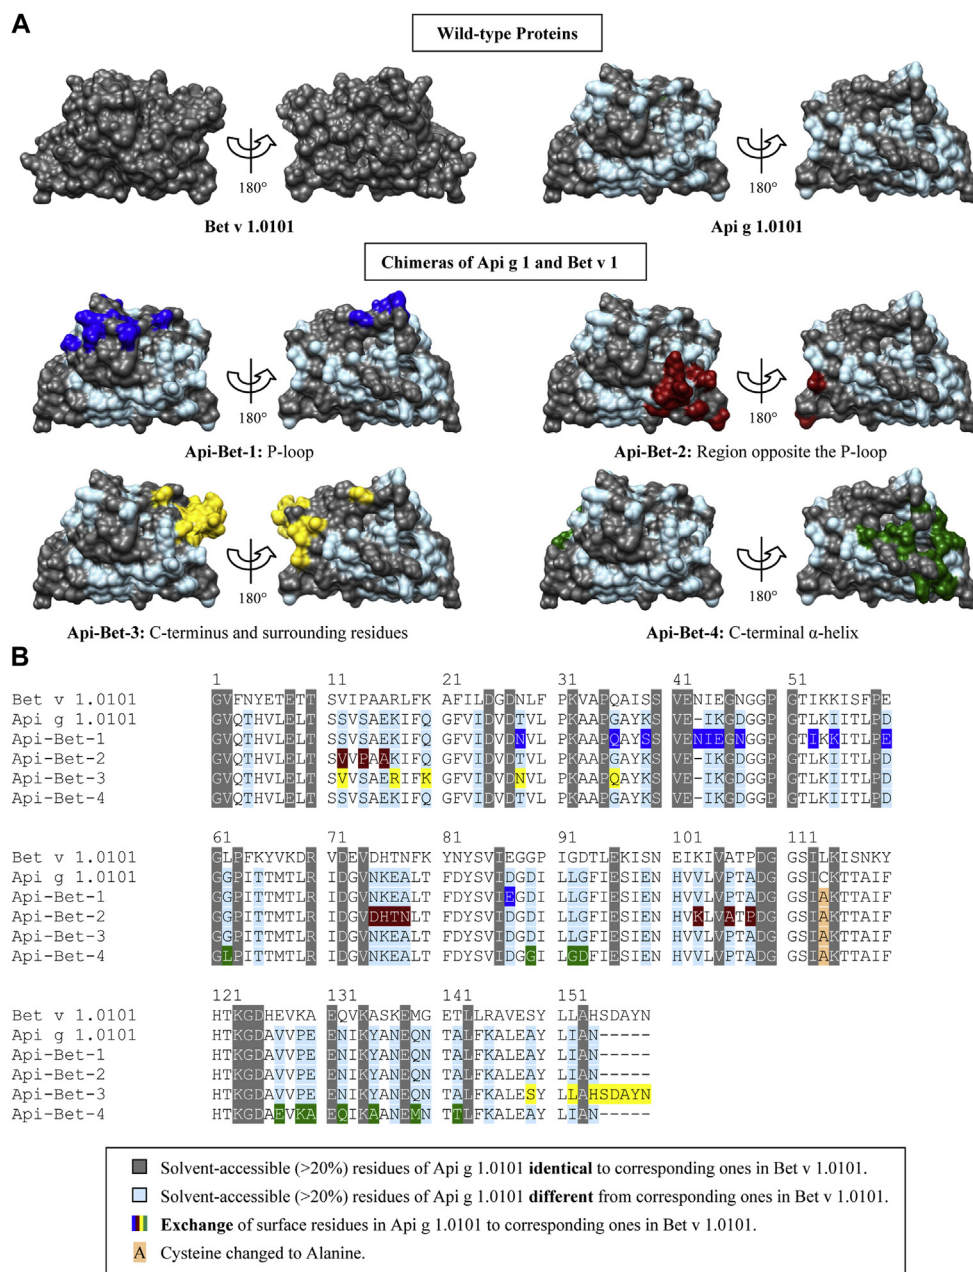 A
Wild-type Proteins
180°
180°
Bet v 1.0101
Api g 1.0101
Chimeras of Api g 1 and Bet v 1
180°
180°
Api-Bet-1: P-loop
Api-Bet-2: Region opposite the P-loop
180°
180°
Api-Bet-3: C-terminus and surrounding residues
Api-Bet-4: C-terminal α-helix
B
1 11 21 31 41 51
Bet v 1.0101 GVFNYETETT SVIPAARLFK AFILDGDNLF PKVAPQAISS VENIEGNGGP GTIKKISFPE
Api g 1.0101 GVQTHVLELT SSVSAEKIFQ GFVIDVDTVL PKAAPGAYKS VE-IKGDGGP GTLKIITLPD
Api-Bet-1 GVQTHVLELT SSVSAEKIFQ GFVIDVDNVL PKAAPQAYSS VENIEGNGGP GTIKKITLPE
Api-Bet-2 GVQTHVLELT SVVPAAKIFQ GFVIDVDTVL PKAAPGAYKS VE-IKGDGGP GTLKIITLPD
Api-Bet-3 GVQTHVLELT SVVSAERIFK GFVIDVDNVL PKAAPQAYKS VE-IKGDGGP GTLKIITLPD
Api-Bet-4 GVQTHVLELT SSVSAEKIFQ GFVIDVDTVL PKAAPGAYKS VE-IKGDGGP GTLKIITLPD
61 71 81 91 101 111
Bet v 1.0101 GLPFKYVKDR VDEVDHTNFK YNYSVIEGGP IGDTLEKISN EIKIVATPDG GSILKISNKY
Api g 1.0101 GGPITTMTLR IDGVNKEALT FDYSVIDGDI LLGFIESIEN HVVLVPTADG GSICKTTAIF
Api-Bet-1 GGPITTMTLR IDGVNKEALT FDYSVIEGDI LLGFIESIEN HVVLVPTADG GSIAKTTAIF
Api-Bet-2 GGPITTMTLR IDGVDHTNLT FDYSVIDGDI LLGFIESIEN HVKLVATPDG GSIAKTTAIF
Api-Bet-3 GGPITTMTLR IDGVNKEALT FDYSVIDGDI LLGFIESIEN HVVLVPTADG GSIAKTTAIF
Api-Bet-4 GLPITTMTLR IDGVNKEALT FDYSVIDGGI LGDFIESIEN HVVLVPTADG GSIAKTTAIF
121 131 141 151
Bet v 1.0101 HTKGDHEVKA EQVKASKEMG ETLLRAVESY LLAHSDAYN
Api g 1.0101 HTKGDAVVPE ENIKYANEQN TALFKALEAY LIAN-----
Api-Bet-1 HTKGDAVVPE ENIKYANEQN TALFKALEAY LIAN-----
Api-Bet-2 HTKGDAVVPE ENIKYANEQN TALFKALEAY LIAN-----
Api-Bet-3 HTKGDAVVPE ENIKYANEQN TALFKALESY LLAHSDAYN
Api-Bet-4 HTKGDAEVKA EQIKAANEMN TTLFKALEAY LIAN-----
Solvent-accessible (>20%) residues of Api g 1.0101 identical to corresponding ones in Bet v 1.0101.
Solvent-accessible (>20%) residues of Api g 1.0101 different from corresponding ones in Bet v 1.0101.
Exchange of surface residues in Api g 1.0101 to corresponding ones in Bet v 1.0101.
A Cysteine changed to Alanine.